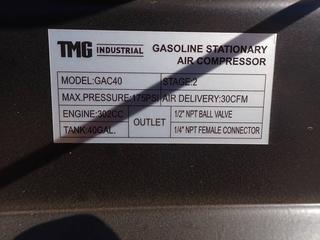 TMG INDUSTRIAL GASOLINE STATIONARY
AIR COMPRESSOR
MODEL:GAC40 STAGE:2
MAX.PRESSURE:175PSI AIR DELIVERY:30CFM
ENGINE:302CC OUTLET 1/2" NPT BALL VALVE
TANK:40GAL. 1/4" NPT FEMALE CONNECTOR